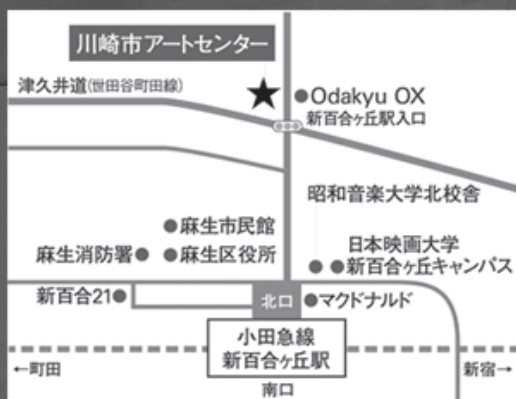 川崎市アートセンター
津久井道(世田谷町田線)
★
●Odakyu OX
新百合ヶ丘駅入口
昭和音楽大学北校舎
●麻生市民館
麻生消防署●
●麻生区役所
日本映画大学
●新百合ヶ丘キャンパス
新百合21●
北口
●マクドナルド
小田急線
新百合ヶ丘駅
←町田
新宿→
南口